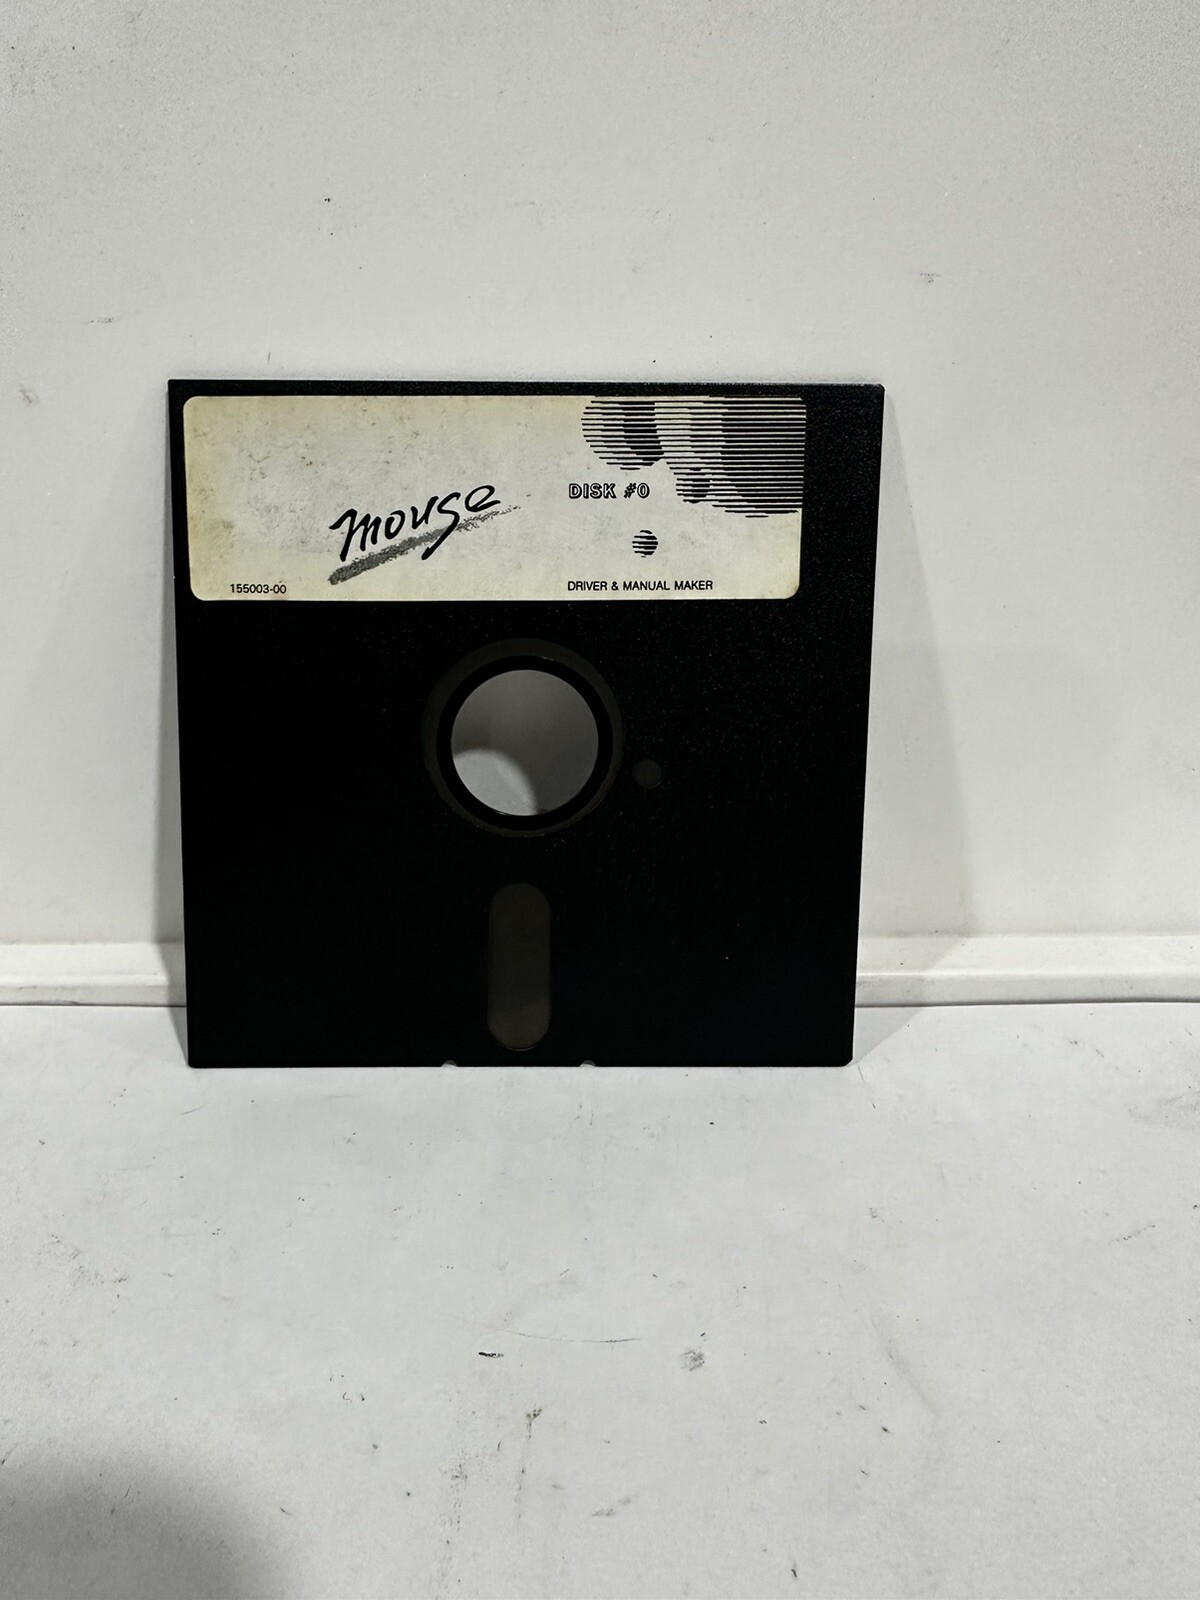 mouse
DISK #0
155003-00
DRIVER & MANUAL MAKER